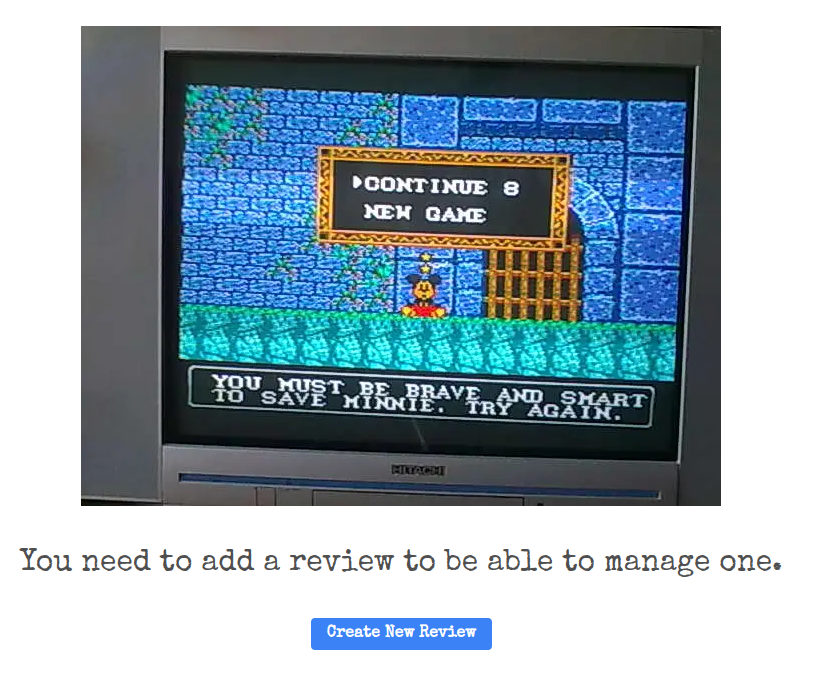 ▶CONTINUE 8
NEW GAME
YOU MUST BE BRAVE AND SMART
TO SAVE MINNIE. TRY AGAIN.
HITACHI
You need to add a review to be able to manage one.
Create New Review